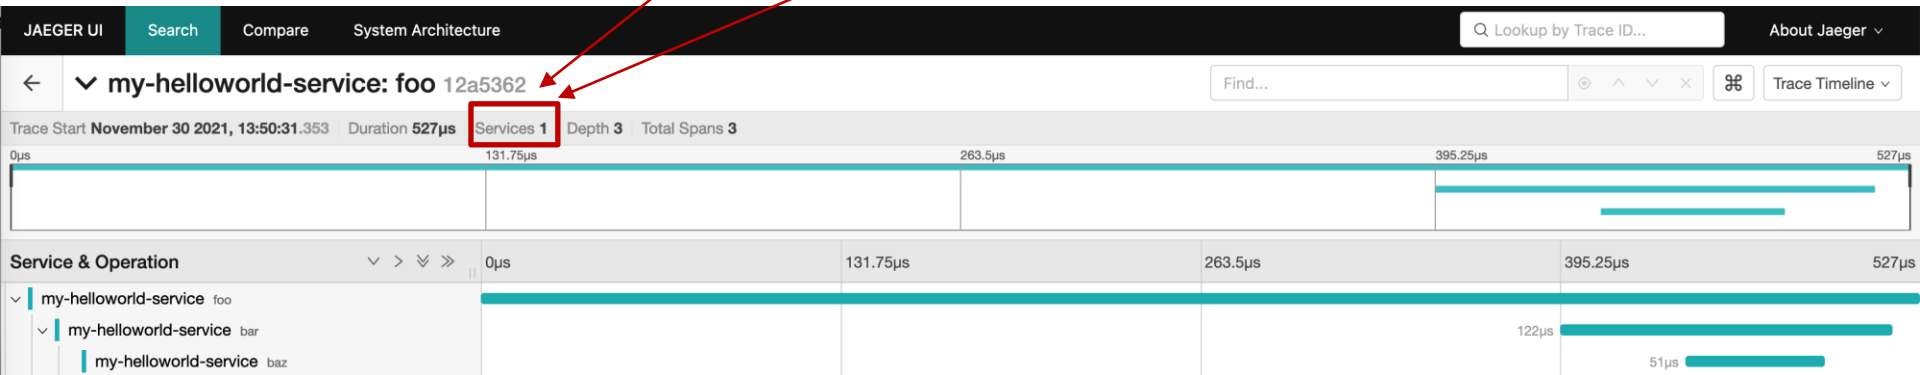 JAEGER UI Search Compare System Architecture Lookup by Trace ID... About Jaeger
my-helloworld-service: foo 12a5362 Find... ⌘ Trace Timeline
Trace Start November 30 2021, 13:50:31.353 Duration 527μs Services 1 Depth 3 Total Spans 3
0μs 131.75μs 263.5μs 395.25μs 527μs
Service & Operation 0μs 131.75μs 263.5μs 395.25μs 527μs
my-helloworld-service foo
my-helloworld-service bar 122μs
my-helloworld-service baz 51μs